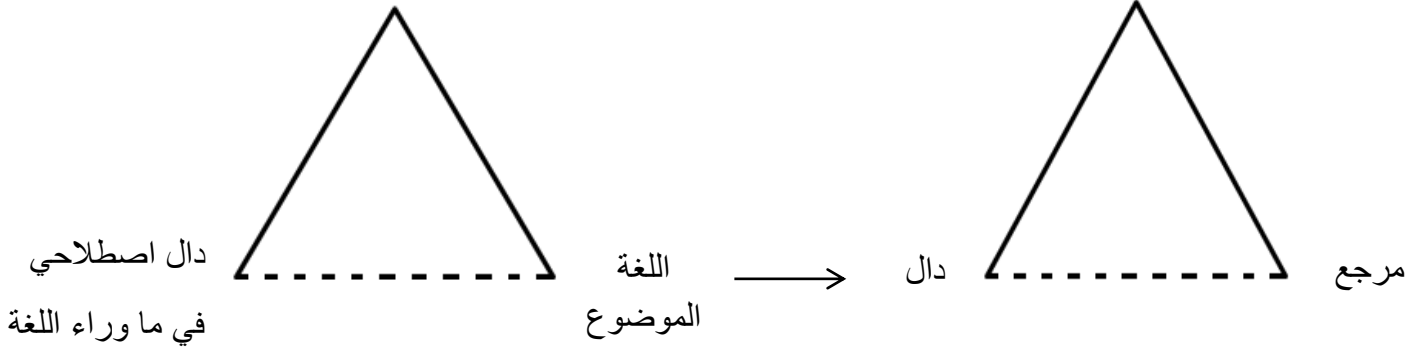 دال اصطلاحي
في ما وراء اللغة
اللغة
الموضوع
دال
مرجع